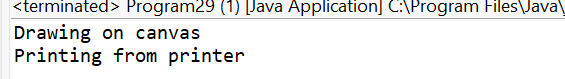 <terminated> Program29 (1) [Java Application] C:\Program Files\Java\
Drawing on canvas
Printing from printer